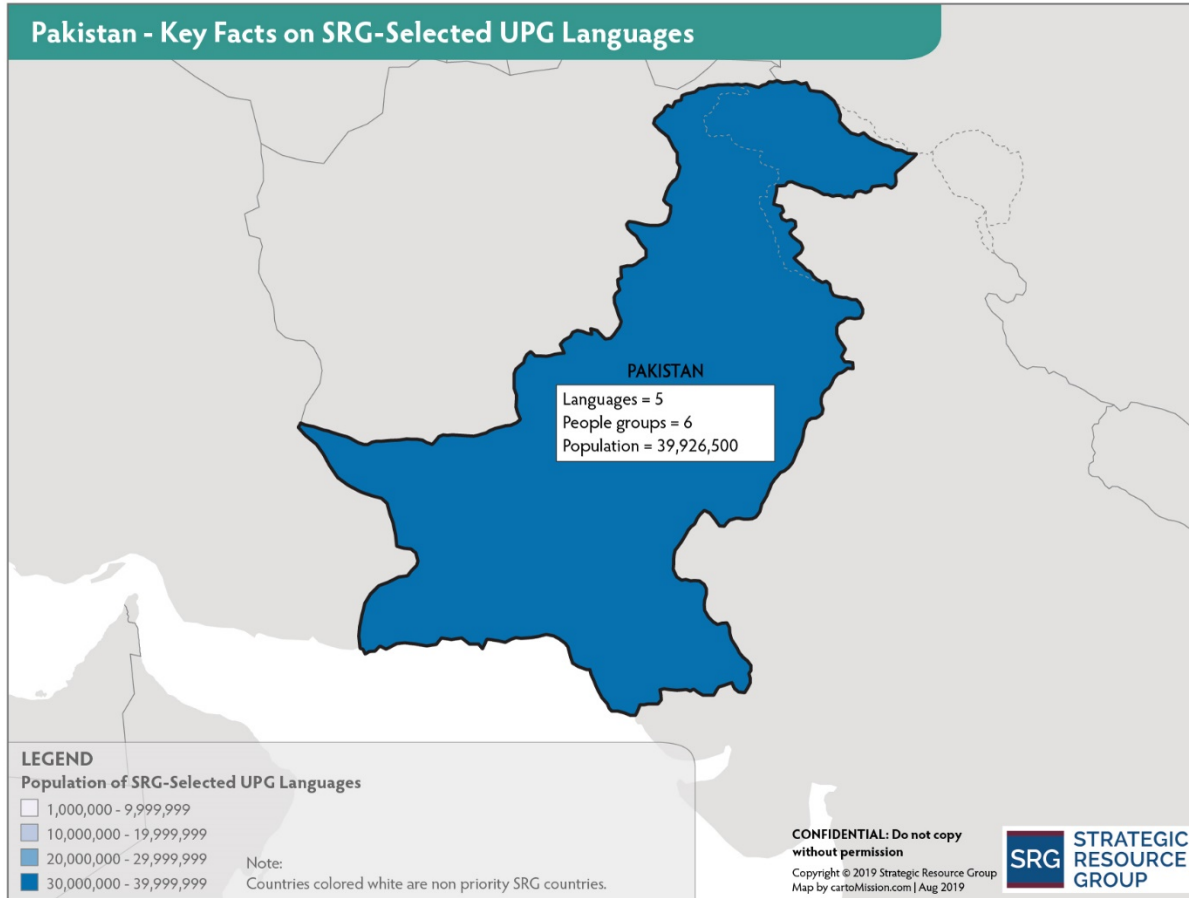 Pakistan - Key Facts on SRG-Selected UPG Languages
PAKISTAN
Languages = 5
People groups = 6
Population = 39,926,500
LEGEND
Population of SRG-Selected UPG Languages
1,000,000 - 9,999,999
10,000,000 - 19,999,999
20,000,000 - 29,999,999
30,000,000 - 39,999,999
Note:
Countries colored white are non priority SRG countries.
CONFIDENTIAL: Do not copy
without permission
Copyright © 2019 Strategic Resource Group
Map by cartoMission.com | Aug 2019
SRG
STRATEGIC
RESOURCE
GROUP